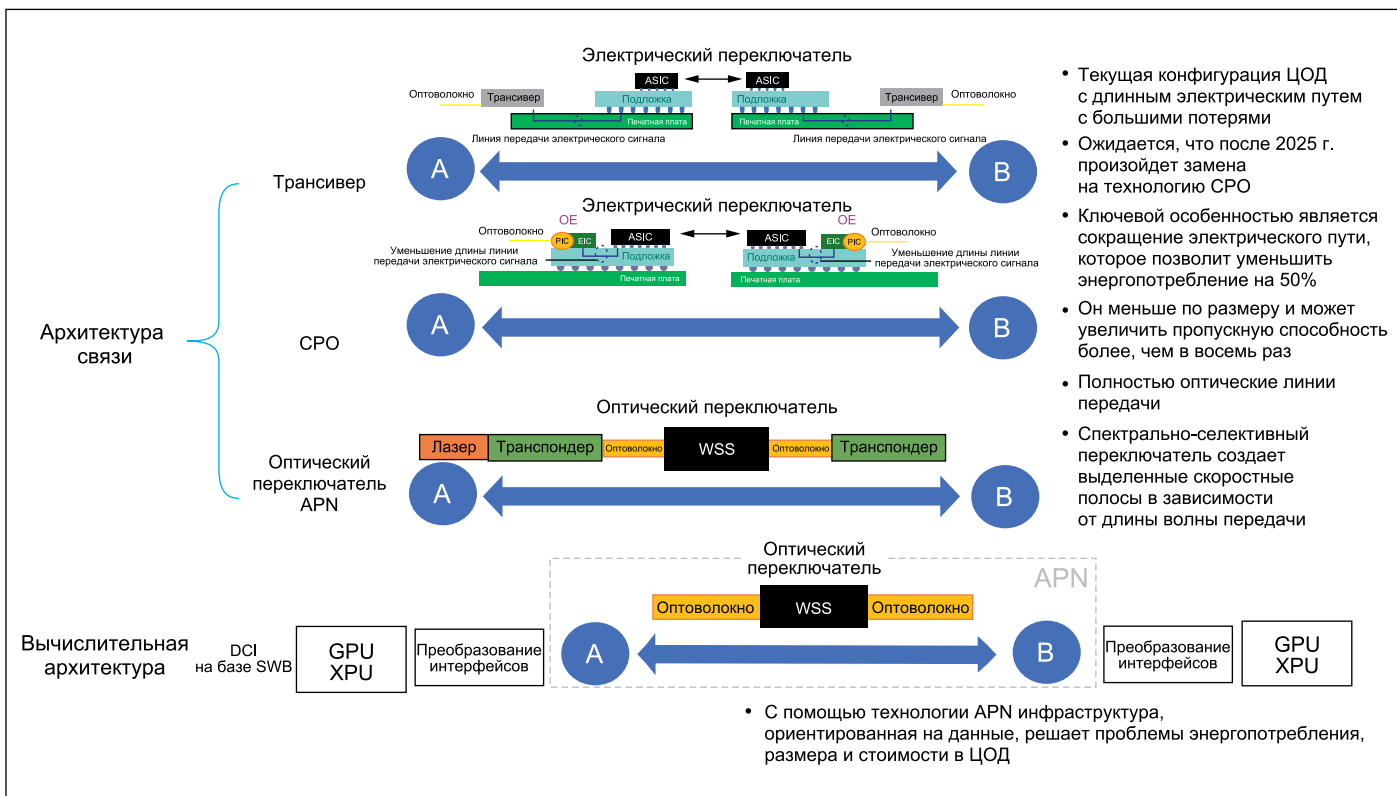 Электрический переключатель
ASIC
ASIC
Оптоволокно
Трансивер
Подложка
Подложка
Трансивер
Оптоволокно
Печатная плата
Печатная плата
Линия передачи электрического сигнала
Линия передачи электрического сигнала
A
B
Трансивер
Электрический переключатель
OE
OE
Оптоволокно
PIC
EIC
ASIC
ASIC
EIC
PIC
Оптоволокно
Уменьшение длины линии
передачи электрического сигнала
Подложка
Подложка
Уменьшение длины линии
передачи электрического сигнала
Печатная плата
Печатная плата
A
B
CPO
Архитектура
связи
Оптический переключатель
Лазер
Транспондер
Оптоволокно
WSS
Оптоволокно
Транспондер
A
B
Оптический
переключатель
APN
• Текущая конфигурация ЦОД
с длинным электрическим путем
с большими потерями
• Ожидается, что после 2025 г.
произойдет замена
на технологию CPO
• Ключевой особенностью является
сокращение электрического пути,
которое позволит уменьшить
энергопотребление на 50%
• Он меньше по размеру и может
увеличить пропускную способность
более, чем в восемь раз
• Полностью оптические линии
передачи
• Спектрально-селективный
переключатель создает
выделенные скоростные
полосы в зависимости
от длины волны передачи
Оптический
переключатель
APN
Оптоволокно
WSS
Оптоволокно
Вычислительная
архитектура
DCI
на базе SWB
GPU
XPU
Преобразование
интерфейсов
A
B
Преобразование
интерфейсов
GPU
XPU
• С помощью технологии APN инфраструктура,
ориентированная на данные, решает проблемы энергопотребления,
размера и стоимости в ЦОД